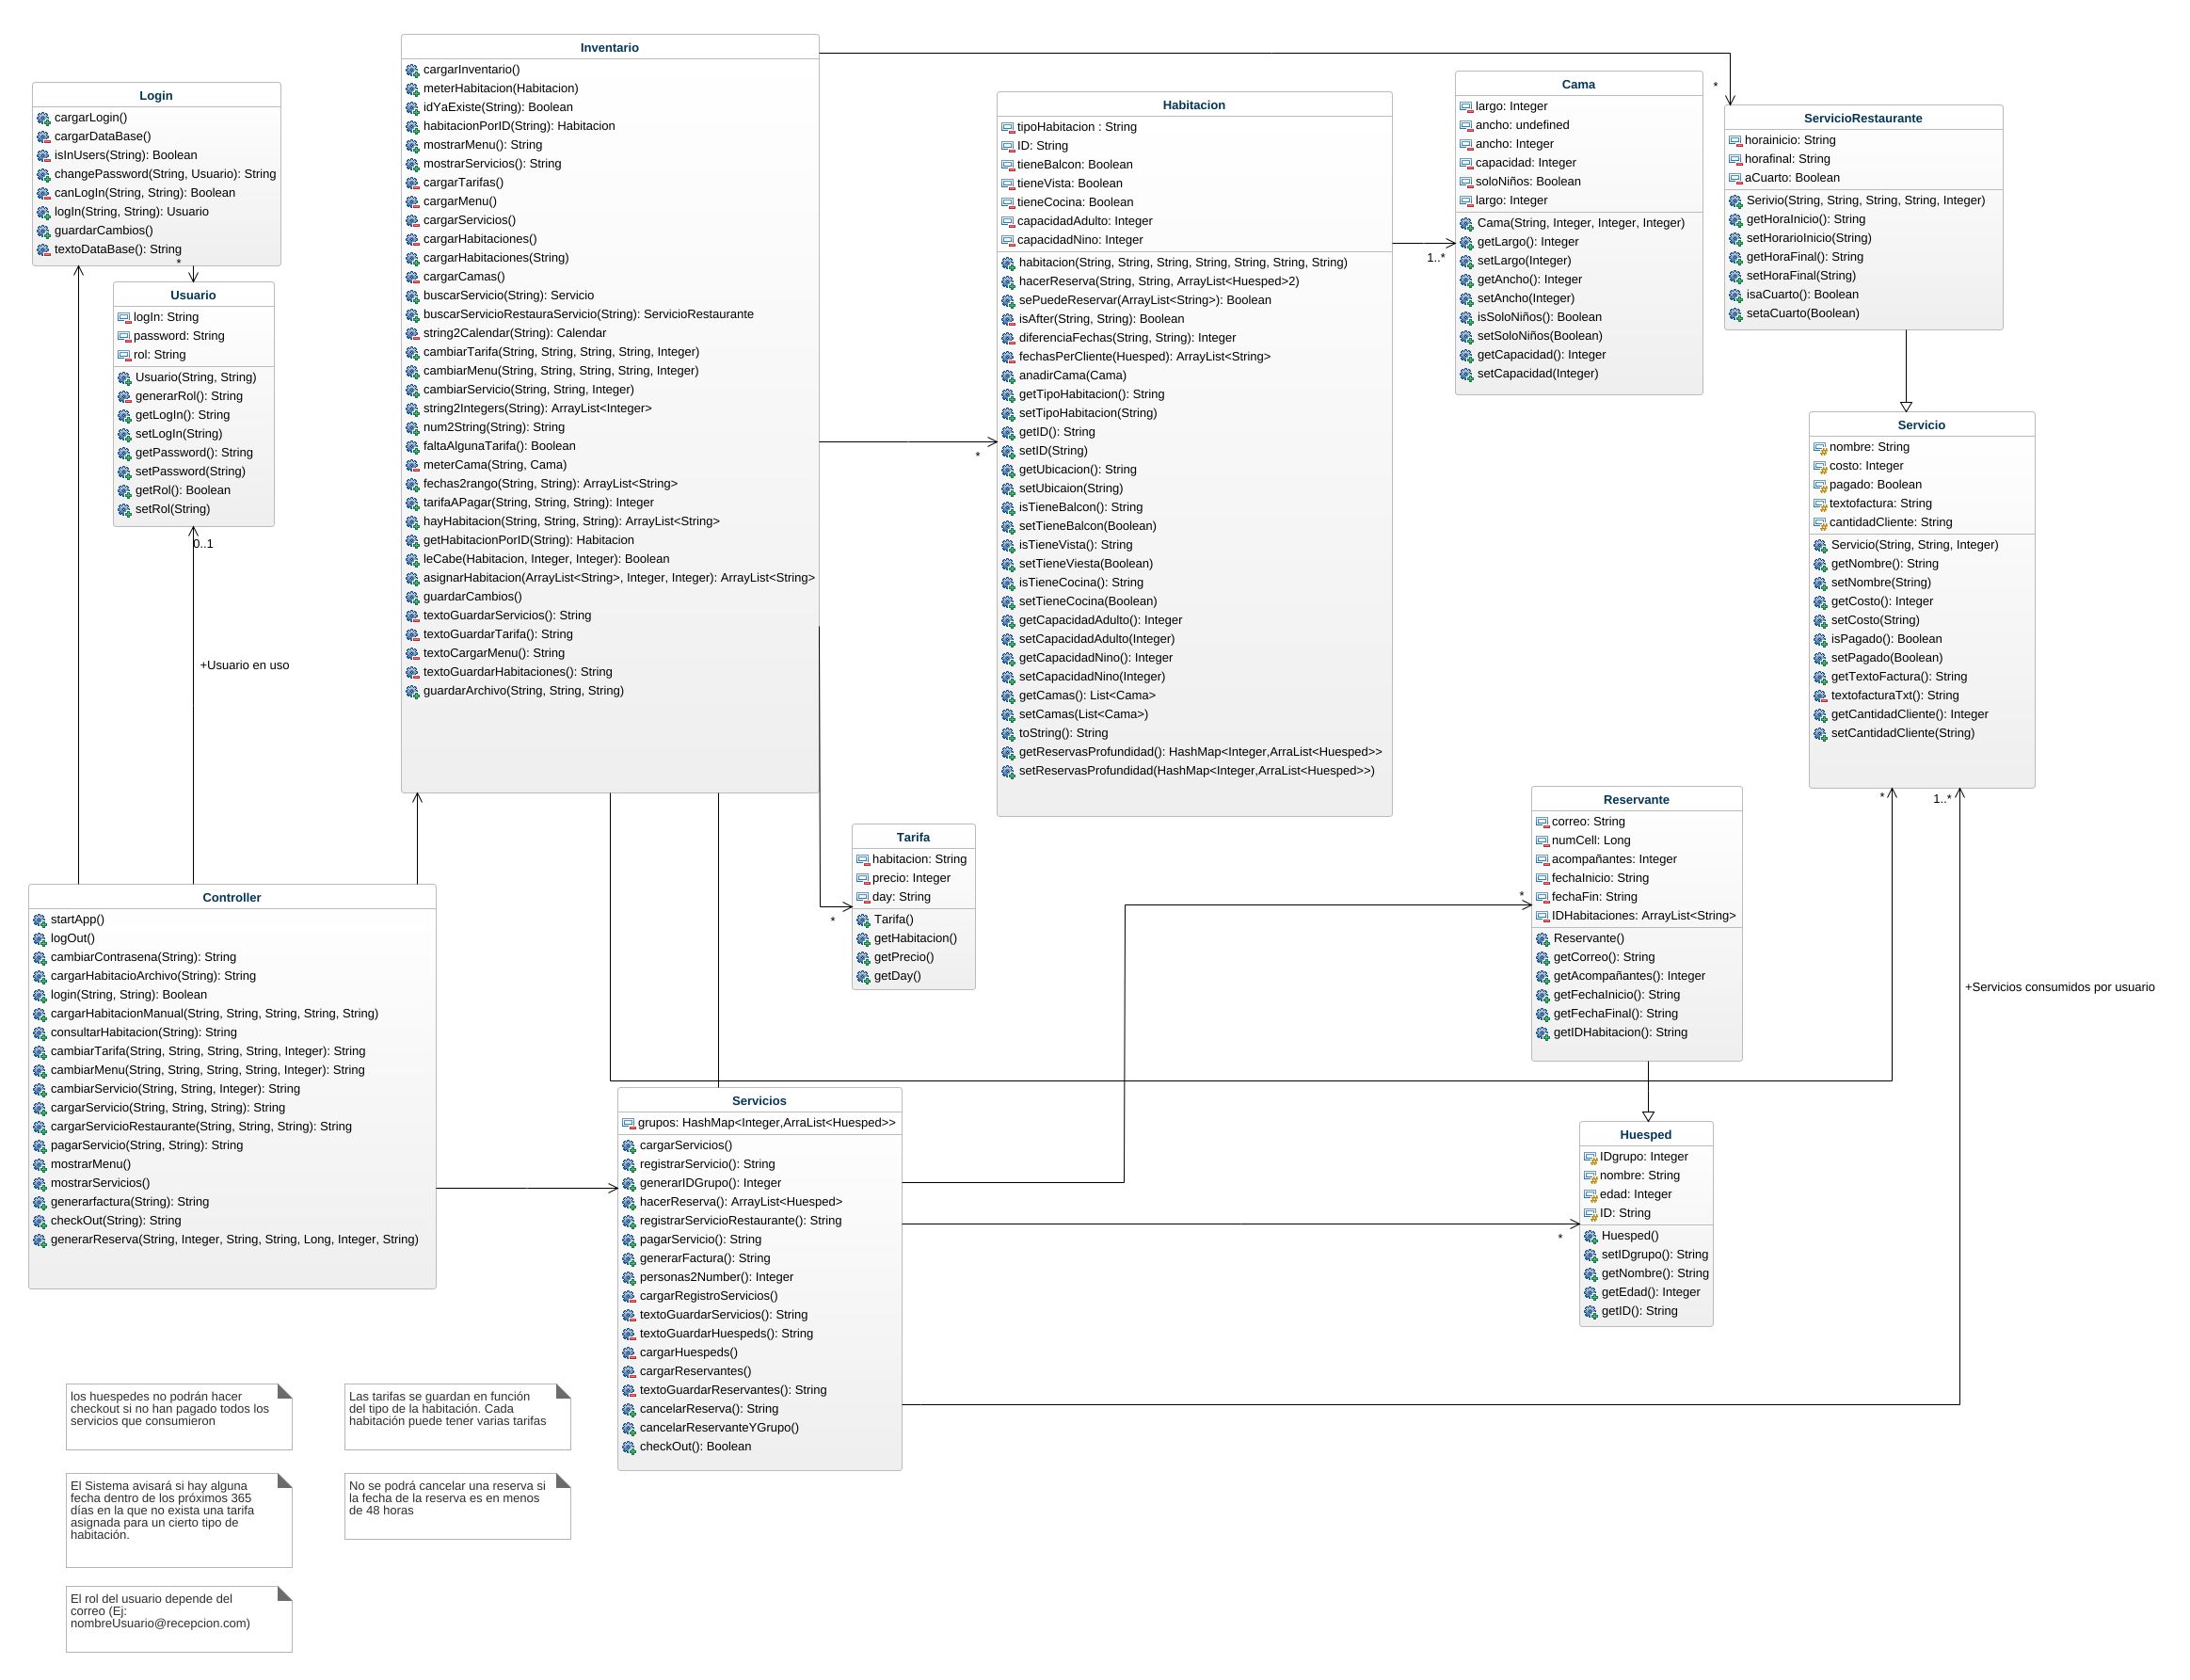 Login
cargarLogin()
cargarDataBase()
isInUsers(String): Boolean
changePassword(String, Usuario): String
canLogIn(String, String): Boolean
logIn(String, String): Usuario
guardarCambios()
textoDataBase(): String
*
Usuario
logIn: String
password: String
rol: String
Usuario(String, String)
generarRol(): String
getLogIn(): String
setLogIn(String)
getPassword(): String
setPassword(String)
getRol(): Boolean
setRol(String)
0..1
+Usuario en uso
Inventario
cargarInventario()
meterHabitacion(Habitacion)
idYaExiste(String): Boolean
habitacionPorID(String): Habitacion
mostrarMenu(): String
mostrarServicios(): String
cargarTarifas()
cargarMenu()
cargarServicios()
cargarHabitaciones()
cargarHabitaciones(String)
cargarCamas()
buscarServicio(String): Servicio
buscarServicioRestauraServicio(String): ServicioRestaurante
string2Calendar(String): Calendar
cambiarTarifa(String, String, String, String, Integer)
cambiarMenu(String, String, String, String, Integer)
cambiarServicio(String, String, Integer)
string2Integers(String): ArrayList<Integer>
num2String(String): String
faltaAlgunaTarifa(): Boolean
meterCama(String, Cama)
fechas2rango(String, String): ArrayList<String>
tarifaAPagar(String, String, String): Integer
hayHabitacion(String, String, String): ArrayList<String>
getHabitacionPorID(String): Habitacion
leCabe(Habitacion, Integer, Integer): Boolean
asignarHabitacion(ArrayList<String>, Integer, Integer): ArrayList<String>
guardarCambios()
textoGuardarServicios(): String
textoGuardarTarifa(): String
textoCargarMenu(): String
textoGuardarHabitaciones(): String
guardarArchivo(String, String, String)
*
Habitacion
tipoHabitacion : String
ID: String
tieneBalcon: Boolean
tieneVista: Boolean
tieneCocina: Boolean
capacidadAdulto: Integer
capacidadNino: Integer
habitacion(String, String, String, String, String, String, String)
hacerReserva(String, String, ArrayList<Huesped>2)
sePuedeReservar(ArrayList<String>): Boolean
isAfter(String, String): Boolean
diferenciaFechas(String, String): Integer
fechasPerCliente(Huesped): ArrayList<String>
anadirCama(Cama)
getTipoHabitacion(): String
setTipoHabitacion(String)
getID(): String
setID(String)
getUbicacion(): String
setUbicaion(String)
isTieneBalcon(): String
setTieneBalcon(Boolean)
isTieneVista(): String
setTieneViesta(Boolean)
isTieneCocina(): String
setTieneCocina(Boolean)
getCapacidadAdulto(): Integer
setCapacidadAdulto(Integer)
getCapacidadNino(): Integer
setCapacidadNino(Integer)
getCamas(): List<Cama>
setCamas(List<Cama>)
toString(): String
getReservasProfundidad(): HashMap<Integer,ArraList<Huesped>>
setReservasProfundidad(HashMap<Integer,ArraList<Huesped>>)
1..*
Cama
largo: Integer
ancho: undefined
ancho: Integer
capacidad: Integer
soloNiños: Boolean
largo: Integer
Cama(String, Integer, Integer, Integer)
getLargo(): Integer
setLargo(Integer)
getAncho(): Integer
setAncho(Integer)
isSoloNiños(): Boolean
setSoloNiños(Boolean)
getCapacidad(): Integer
setCapacidad(Integer)
*
ServicioRestaurante
horainicio: String
horafinal: String
aCuarto: Boolean
Serivio(String, String, String, String, Integer)
getHoraInicio(): String
setHorarioInicio(String)
getHoraFinal(): String
setHoraFinal(String)
isaCuarto(): Boolean
setaCuarto(Boolean)
Servicio
nombre: String
costo: Integer
pagado: Boolean
textofactura: String
cantidadCliente: String
Servicio(String, String, Integer)
getNombre(): String
setNombre(String)
getCosto(): Integer
setCosto(String)
isPagado(): Boolean
setPagado(Boolean)
getTextoFactura(): String
textofacturaTxt(): String
getCantidadCliente(): Integer
setCantidadCliente(String)
*
1..*
+Servicios consumidos por usuario
Tarifa
habitacion: String
precio: Integer
day: String
Tarifa()
getHabitacion()
getPrecio()
getDay()
*
Reservante
correo: String
numCell: Long
acompañantes: Integer
fechaInicio: String
fechaFin: String
IDHabitaciones: ArrayList<String>
Reservante()
getCorreo(): String
getAcompañantes(): Integer
getFechaInicio(): String
getFechaFinal(): String
getIDHabitacion(): String
*
Controller
startApp()
logOut()
cambiarContrasena(String): String
cargarHabitacioArchivo(String): String
login(String, String): Boolean
cargarHabitacionManual(String, String, String, String, String)
consultarHabitacion(String): String
cambiarTarifa(String, String, String, String, Integer): String
cambiarMenu(String, String, String, String, Integer): String
cambiarServicio(String, String, Integer): String
cargarServicio(String, String, String): String
cargarServicioRestaurante(String, String, String): String
pagarServicio(String, String): String
mostrarMenu()
mostrarServicios()
generarfactura(String): String
checkOut(String): String
generarReserva(String, Integer, String, String, Long, Integer, String)
Servicios
grupos: HashMap<Integer,ArraList<Huesped>>
cargarServicios()
registrarServicio(): String
generarIDGrupo(): Integer
hacerReserva(): ArrayList<Huesped>
registrarServicioRestaurante(): String
pagarServicio(): String
generarFactura(): String
personas2Number(): Integer
cargarRegistroServicios()
textoGuardarServicios(): String
textoGuardarHuespeds(): String
cargarHuespeds()
cargarReservantes()
textoGuardarReservantes(): String
cancelarReserva(): String
cancelarReservanteYGrupo()
checkOut(): Boolean
Huesped
IDgrupo: Integer
nombre: String
edad: Integer
ID: String
Huesped()
setIDgrupo(): String
getNombre(): String
getEdad(): Integer
getID(): String
*
los huespedes no podrán hacer
checkout si no han pagado todos los
servicios que consumieron
Las tarifas se guardan en función
del tipo de la habitación. Cada
habitación puede tener varias tarifas
El Sistema avisará si hay alguna
fecha dentro de los próximos 365
días en la que no exista una tarifa
asignada para un cierto tipo de
habitación.
No se podrá cancelar una reserva si
la fecha de la reserva es en menos
de 48 horas
El rol del usuario depende del
correo (Ej:
nombreUsuario@recepcion.com)